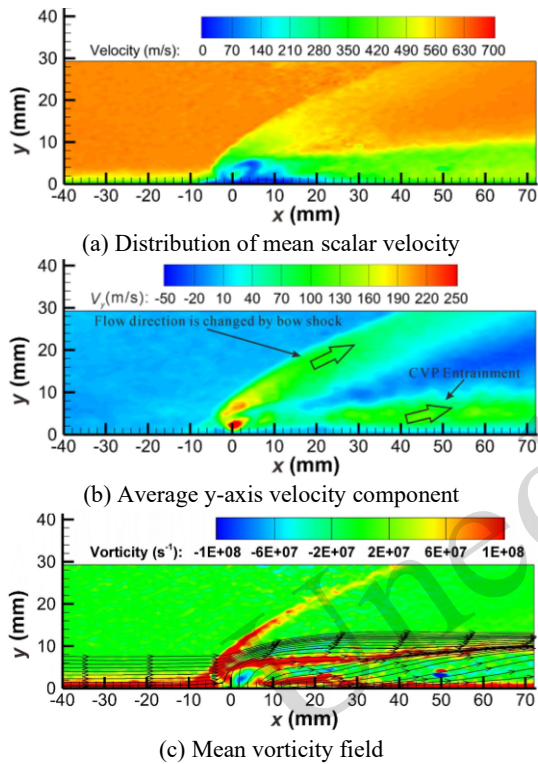 40
Velocity (m/s): 0 70 140 210 280 350 420 490 560 630 700
30
y (mm)
20
10
0
-40 -30 -20 -10 0 10 20 30 40 50 60 70
x (mm)
(a) Distribution of mean scalar velocity
40
Vy(m/s): -50 -20 10 40 70 100 130 160 190 220 250
Flow direction is changed by bow shock
30
y (mm)
20
CVP Entrainment
10
0
-40 -30 -20 -10 0 10 20 30 40 50 60 70
x (mm)
(b) Average y-axis velocity component
40
Vorticity (s-1): -1E+08 -6E+07 -2E+07 2E+07 6E+07 1E+08
30
y (mm)
20
10
0
-40 -30 -20 -10 0 10 20 30 40 50 60 70
x (mm)
(c) Mean vorticity field